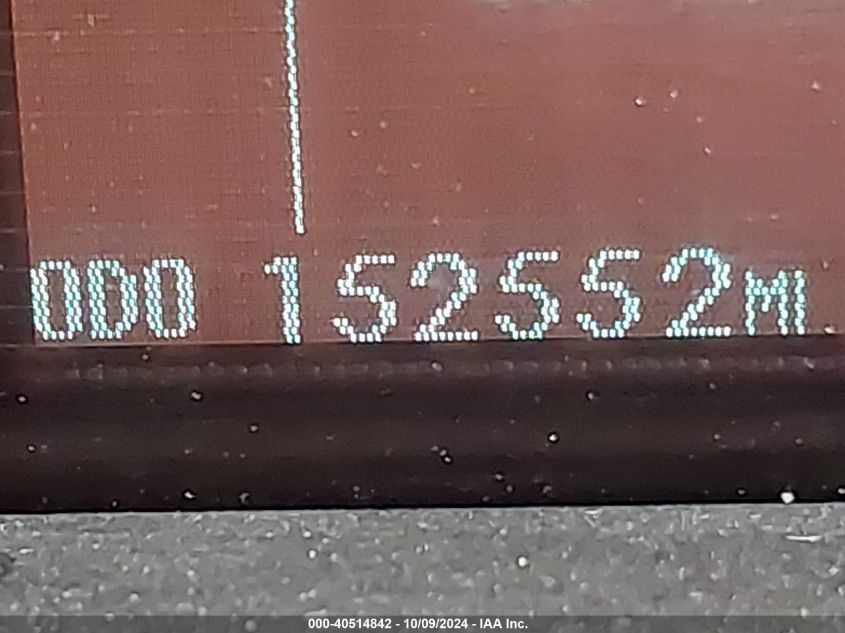 ODO 152552MI
000-40514842 - 10/09/2024 - IAA Inc.